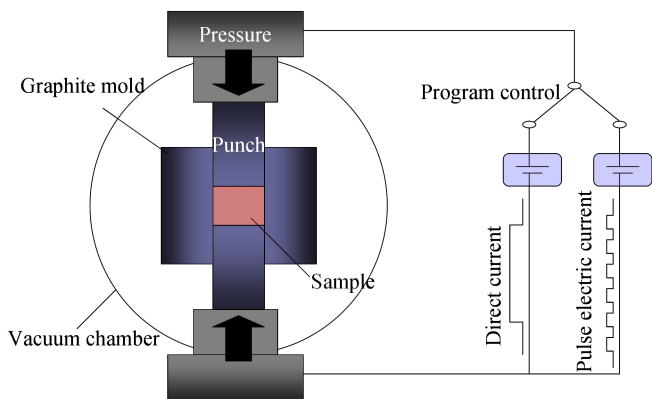 Pressure
Graphite mold
Program control
Punch
Sample
Direct current
Pulse electric current
Vacuum chamber